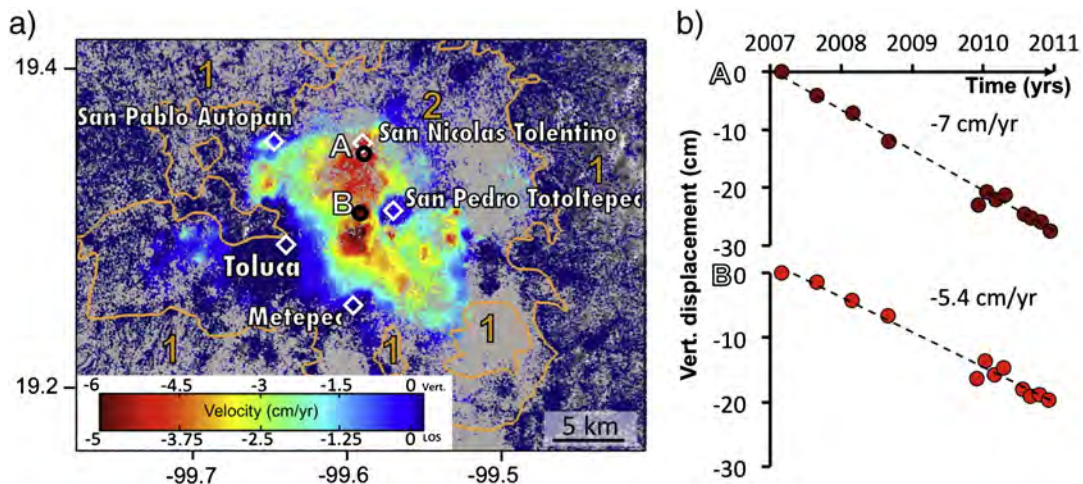 a)
19.4
19.2
-99.7
-99.6
-99.5
1
2
San Pablo Autopan
San Nicolas Tolentino
A
1
San Pedro Tototltepec
B
Toluca
Metepec
1
1
1
-6
-4.5
-3
-1.5
0
Vert.
Velocity (cm/yr)
-5
-3.75
-2.5
-1.25
0
LOS
5 km
b)
2007
2008
2009
2010
2011
Time (yrs)
A
0
-10
-20
-30
-7 cm/yr
B
0
-10
-20
-30
-5.4 cm/yr
Vert. displacement (cm)